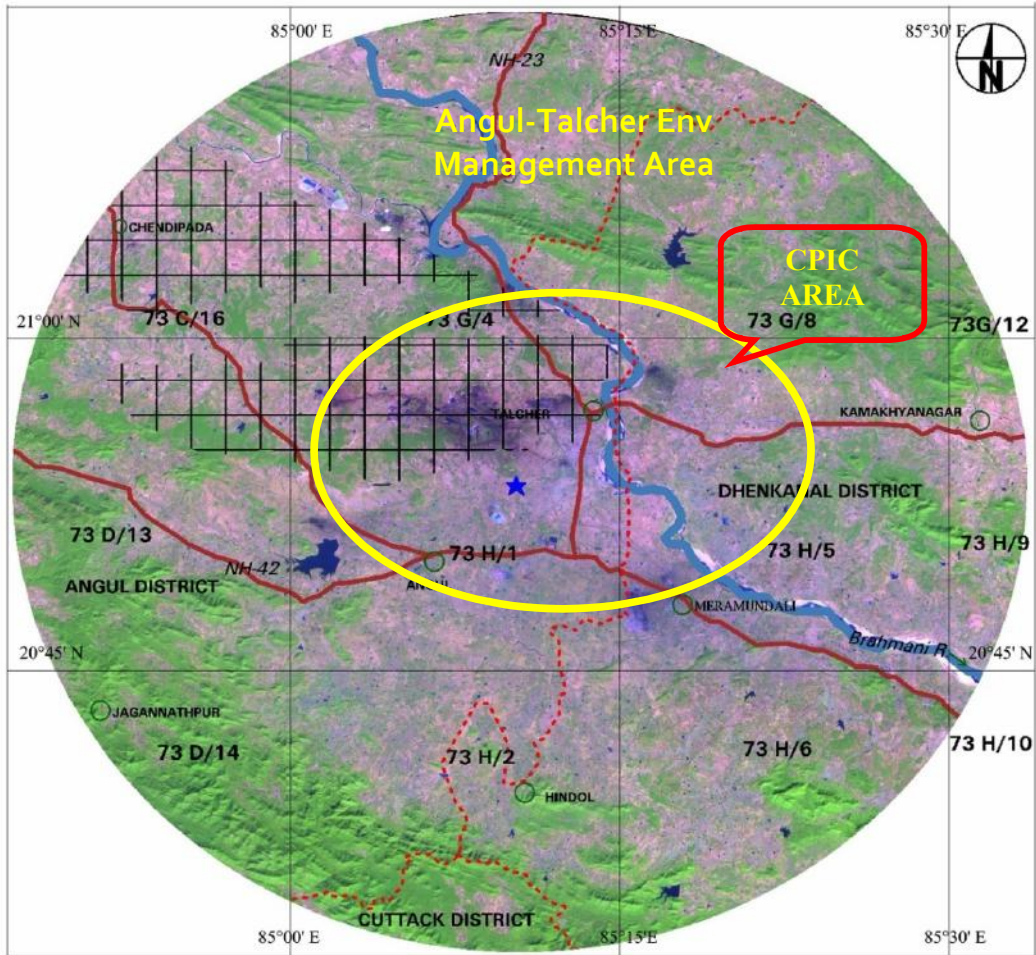 85°00' E
85°15' E
85°30' E
N
NH-23
Angul-Talcher Env
Management Area
CHENDIPADA
CPIC
AREA
21°00' N
73 C/16
73 G/4
73 G/8
73G/12
TALCHER
KAMAKHYANAGAR
DHENKANAL DISTRICT
73 D/13
73 H/1
73 H/5
73 H/9
NH-42
ANGUL DISTRICT
ANGUL
MERAMUNDALI
Brahmani R
20°45' N
20°45' N
JAGANNATHPUR
73 D/14
73 H/2
73 H/6
73 H/10
HINDOL
CUTTACK DISTRICT
85°00' E
85°15'E
85°30' E